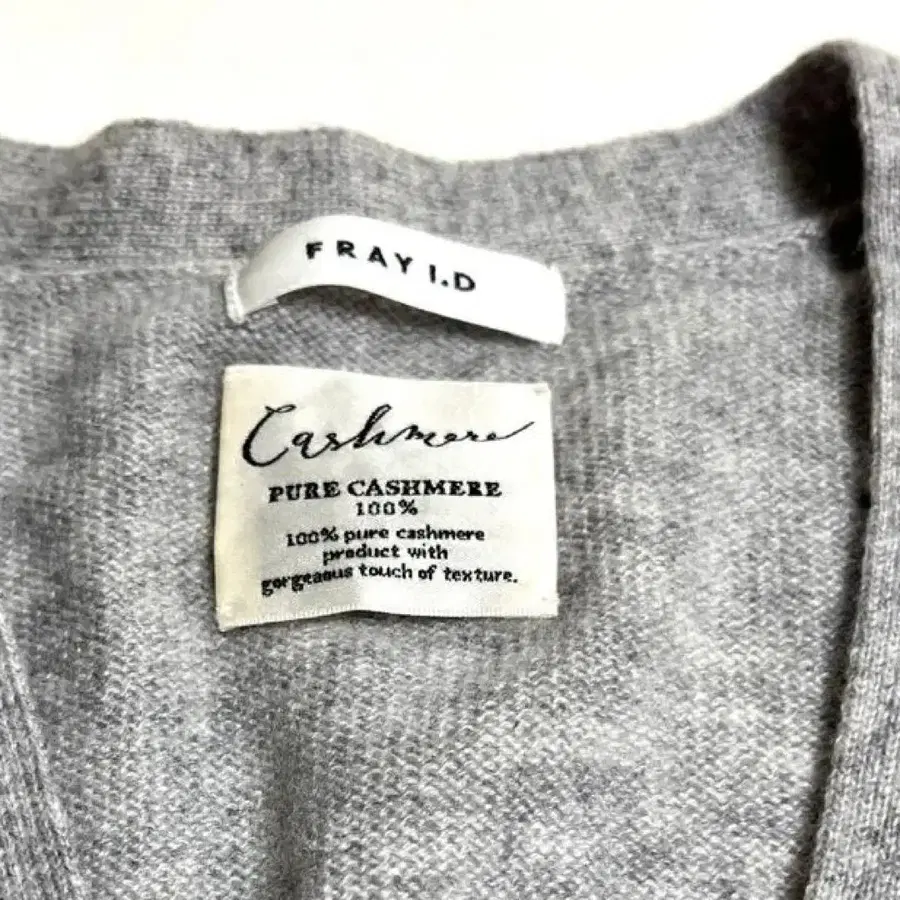 FRAY I.D
Cashmere
PURE CASHMERE
100%
100% pure cashmere
product with
gorgeous touch of texture.